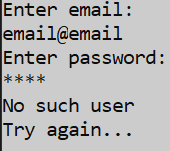 Enter email:
email@email
Enter password:
****
No such user
Try again...